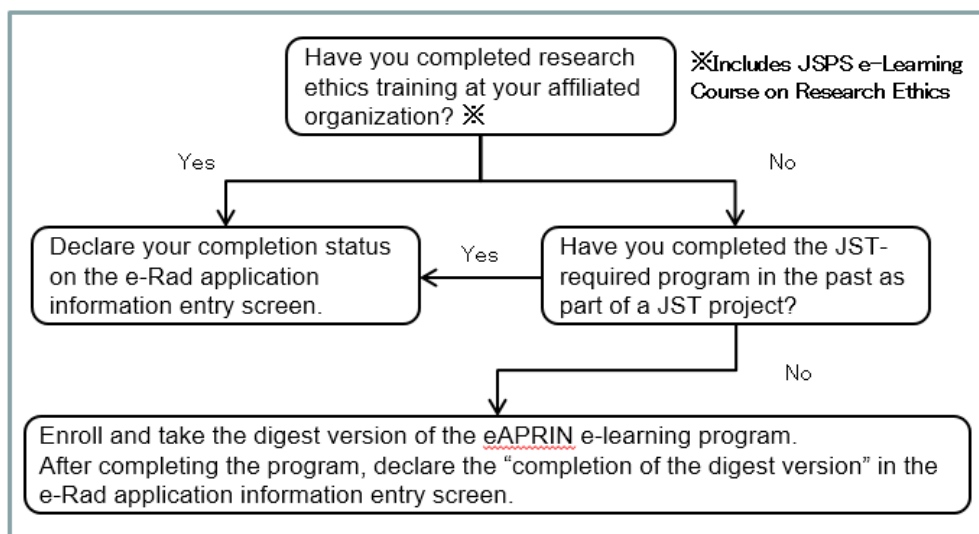 Have you completed research
ethics training at your affiliated
organization? ※
※Includes JSPS e-Learning
Course on Research Ethics
Yes
No
Declare your completion status
on the e-Rad application
information entry screen.
Yes
Have you completed the JST-
required program in the past as
part of a JST project?
No
Enroll and take the digest version of the eAPRIN e-learning program.
After completing the program, declare the “completion of the digest version” in the
e-Rad application information entry screen.